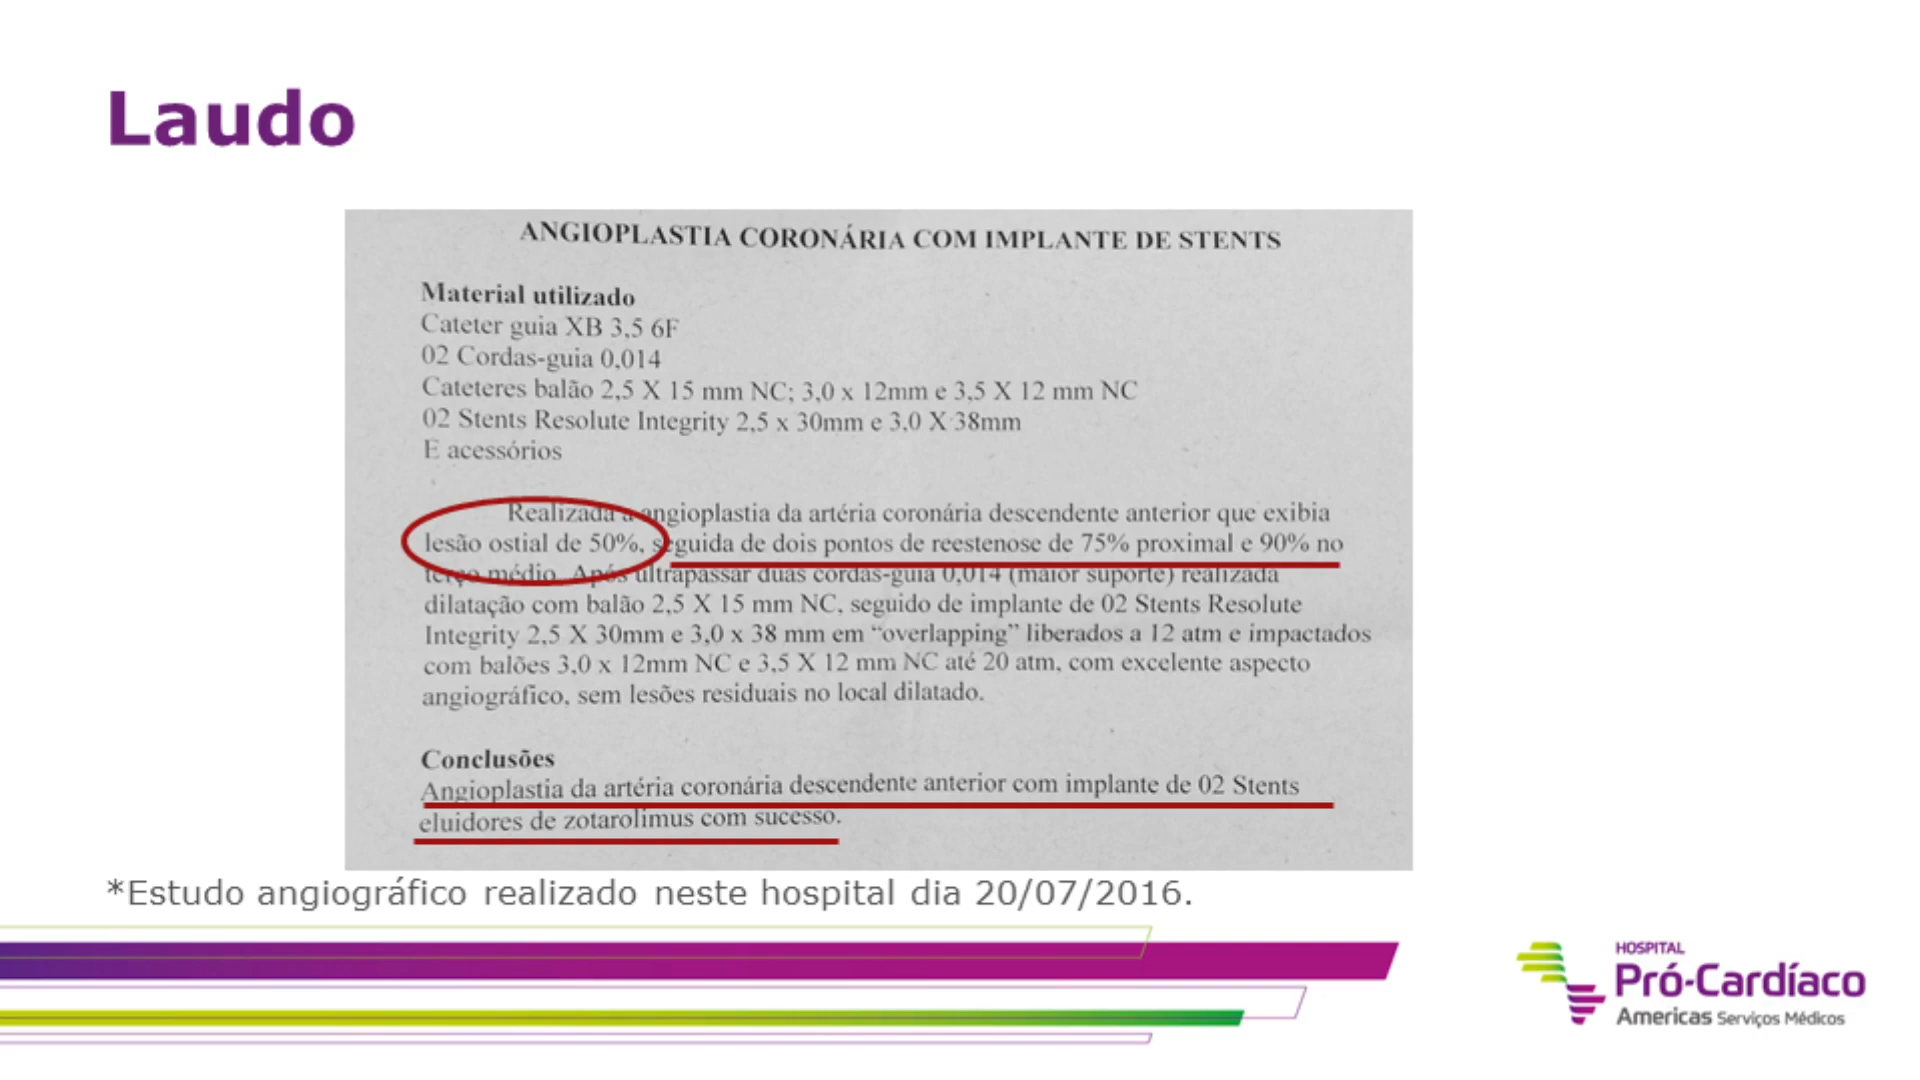 Laudo
ANGIOPLASTIA CORONÁRIA COM IMPLANTE DE STENTS
Material utilizado
Cateter guia XB 3,5 6F
02 Cordas-guia 0,014
Cateteres balão 2,5 X 15 mm NC; 3,0 x 12mm e 3,5 X 12 mm NC
02 Stents Resolute Integrity 2,5 x 30mm e 3,0 X 38mm
E acessórios
Realizada a angioplastia da artéria coronária descendente anterior que exibia
lesão ostial de 50%, seguida de dois pontos de reestenose de 75% proximal e 90% no
terço médio. Após ultrapassar duas cordas-guia 0,014 (maior suporte) realizada
dilatação com balão 2,5 X 15 mm NC, seguido de implante de 02 Stents Resolute
Integrity 2,5 X 30mm e 3,0 x 38 mm em “overlapping” liberados a 12 atm e impactados
com balões 3,0 x 12mm NC e 3,5 X 12 mm NC até 20 atm, com excelente aspecto
angiográfico, sem lesões residuais no local dilatado.
Conclusões
Angioplastia da artéria coronária descendente anterior com implante de 02 Stents
eluidores de zotarolimus com sucesso.
*Estudo angiográfico realizado neste hospital dia 20/07/2016.
HOSPITAL
Pró-Cardíaco
Americas Serviços Médicos